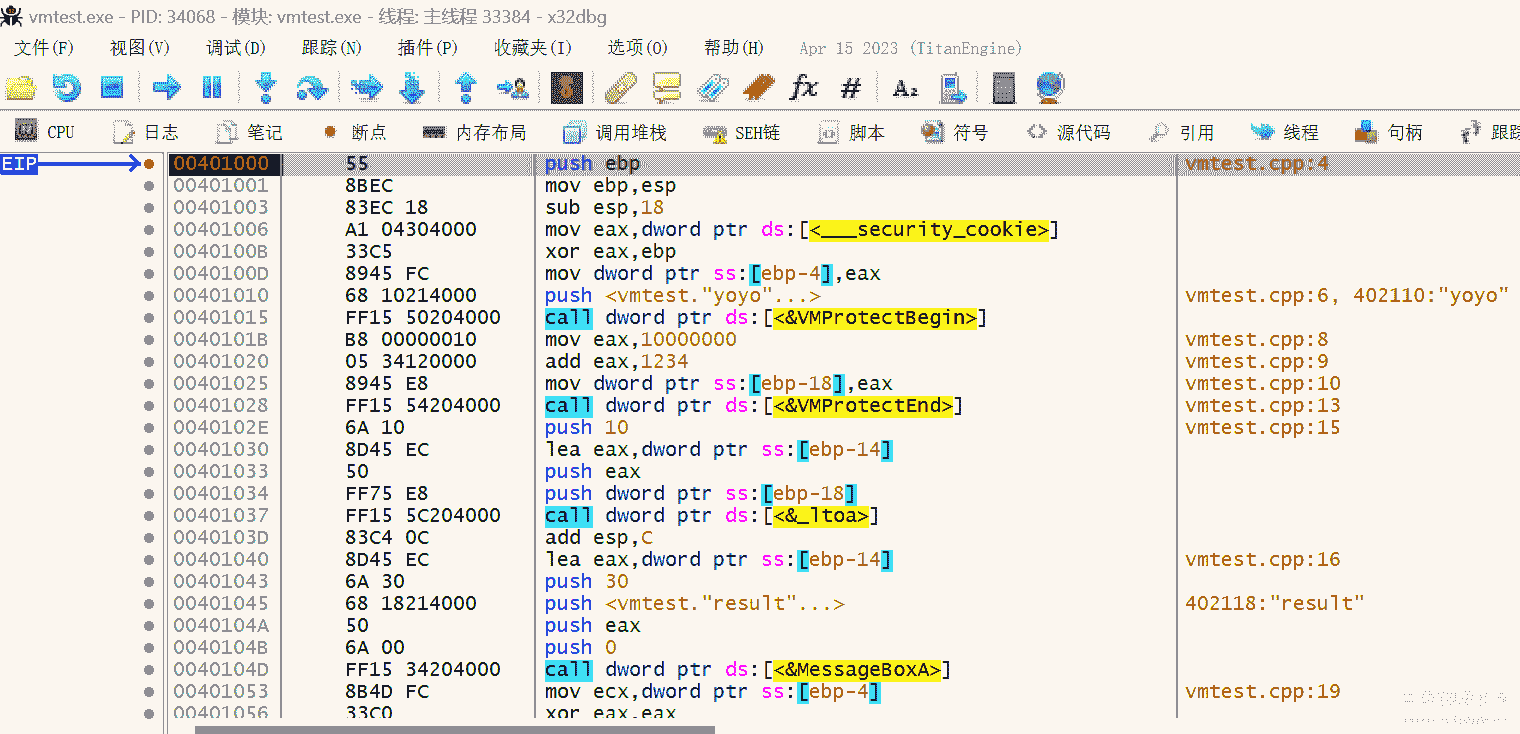 vmtest.exe - PID: 34068 - 模块: vmtest.exe - 线程: 主线程 33384 - x32dbg
文件(F) 视图(V) 调试(D) 跟踪(N) 插件(P) 收藏夹(I) 选项(O) 帮助(H) Apr 15 2023 (TitanEngine)
fx # A₂
CPU 日志 笔记 断点 内存布局 调用堆栈 SEH链 脚本 符号 源代码 引用 线程 句柄 跟踪
EIP 00401000 55 push ebp vmtest.cpp:4
00401001 8BEC mov ebp,esp
00401003 83EC 18 sub esp,18
00401006 A1 04304000 mov eax,dword ptr ds:[<___security_cookie>]
0040100B 33C5 xor eax,ebp
0040100D 8945 FC mov dword ptr ss:[ebp-4],eax
00401010 68 10214000 push <vmtest."yoyo"...> vmtest.cpp:6, 402110:"yoyo"
00401015 FF15 50204000 call dword ptr ds:[<&VMProtectBegin>]
0040101B B8 00000010 mov eax,10000000 vmtest.cpp:8
00401020 05 34120000 add eax,1234 vmtest.cpp:9
00401025 8945 E8 mov dword ptr ss:[ebp-18],eax vmtest.cpp:10
00401028 FF15 54204000 call dword ptr ds:[<&VMProtectEnd>] vmtest.cpp:13
0040102E 6A 10 push 10 vmtest.cpp:15
00401030 8D45 EC lea eax,dword ptr ss:[ebp-14]
00401033 50 push eax
00401034 FF75 E8 push dword ptr ss:[ebp-18]
00401037 FF15 5C204000 call dword ptr ds:[<&_ltoa>]
0040103D 83C4 0C add esp,C
00401040 8D45 EC lea eax,dword ptr ss:[ebp-14] vmtest.cpp:16
00401043 6A 30 push 30
00401045 68 18214000 push <vmtest."result"...> 402118:"result"
0040104A 50 push eax
0040104B 6A 00 push 0
0040104D FF15 34204000 call dword ptr ds:[<&MessageBoxA>]
00401053 8B4D FC mov ecx,dword ptr ss:[ebp-4] vmtest.cpp:19
00401056 33C0 xor eax,eax